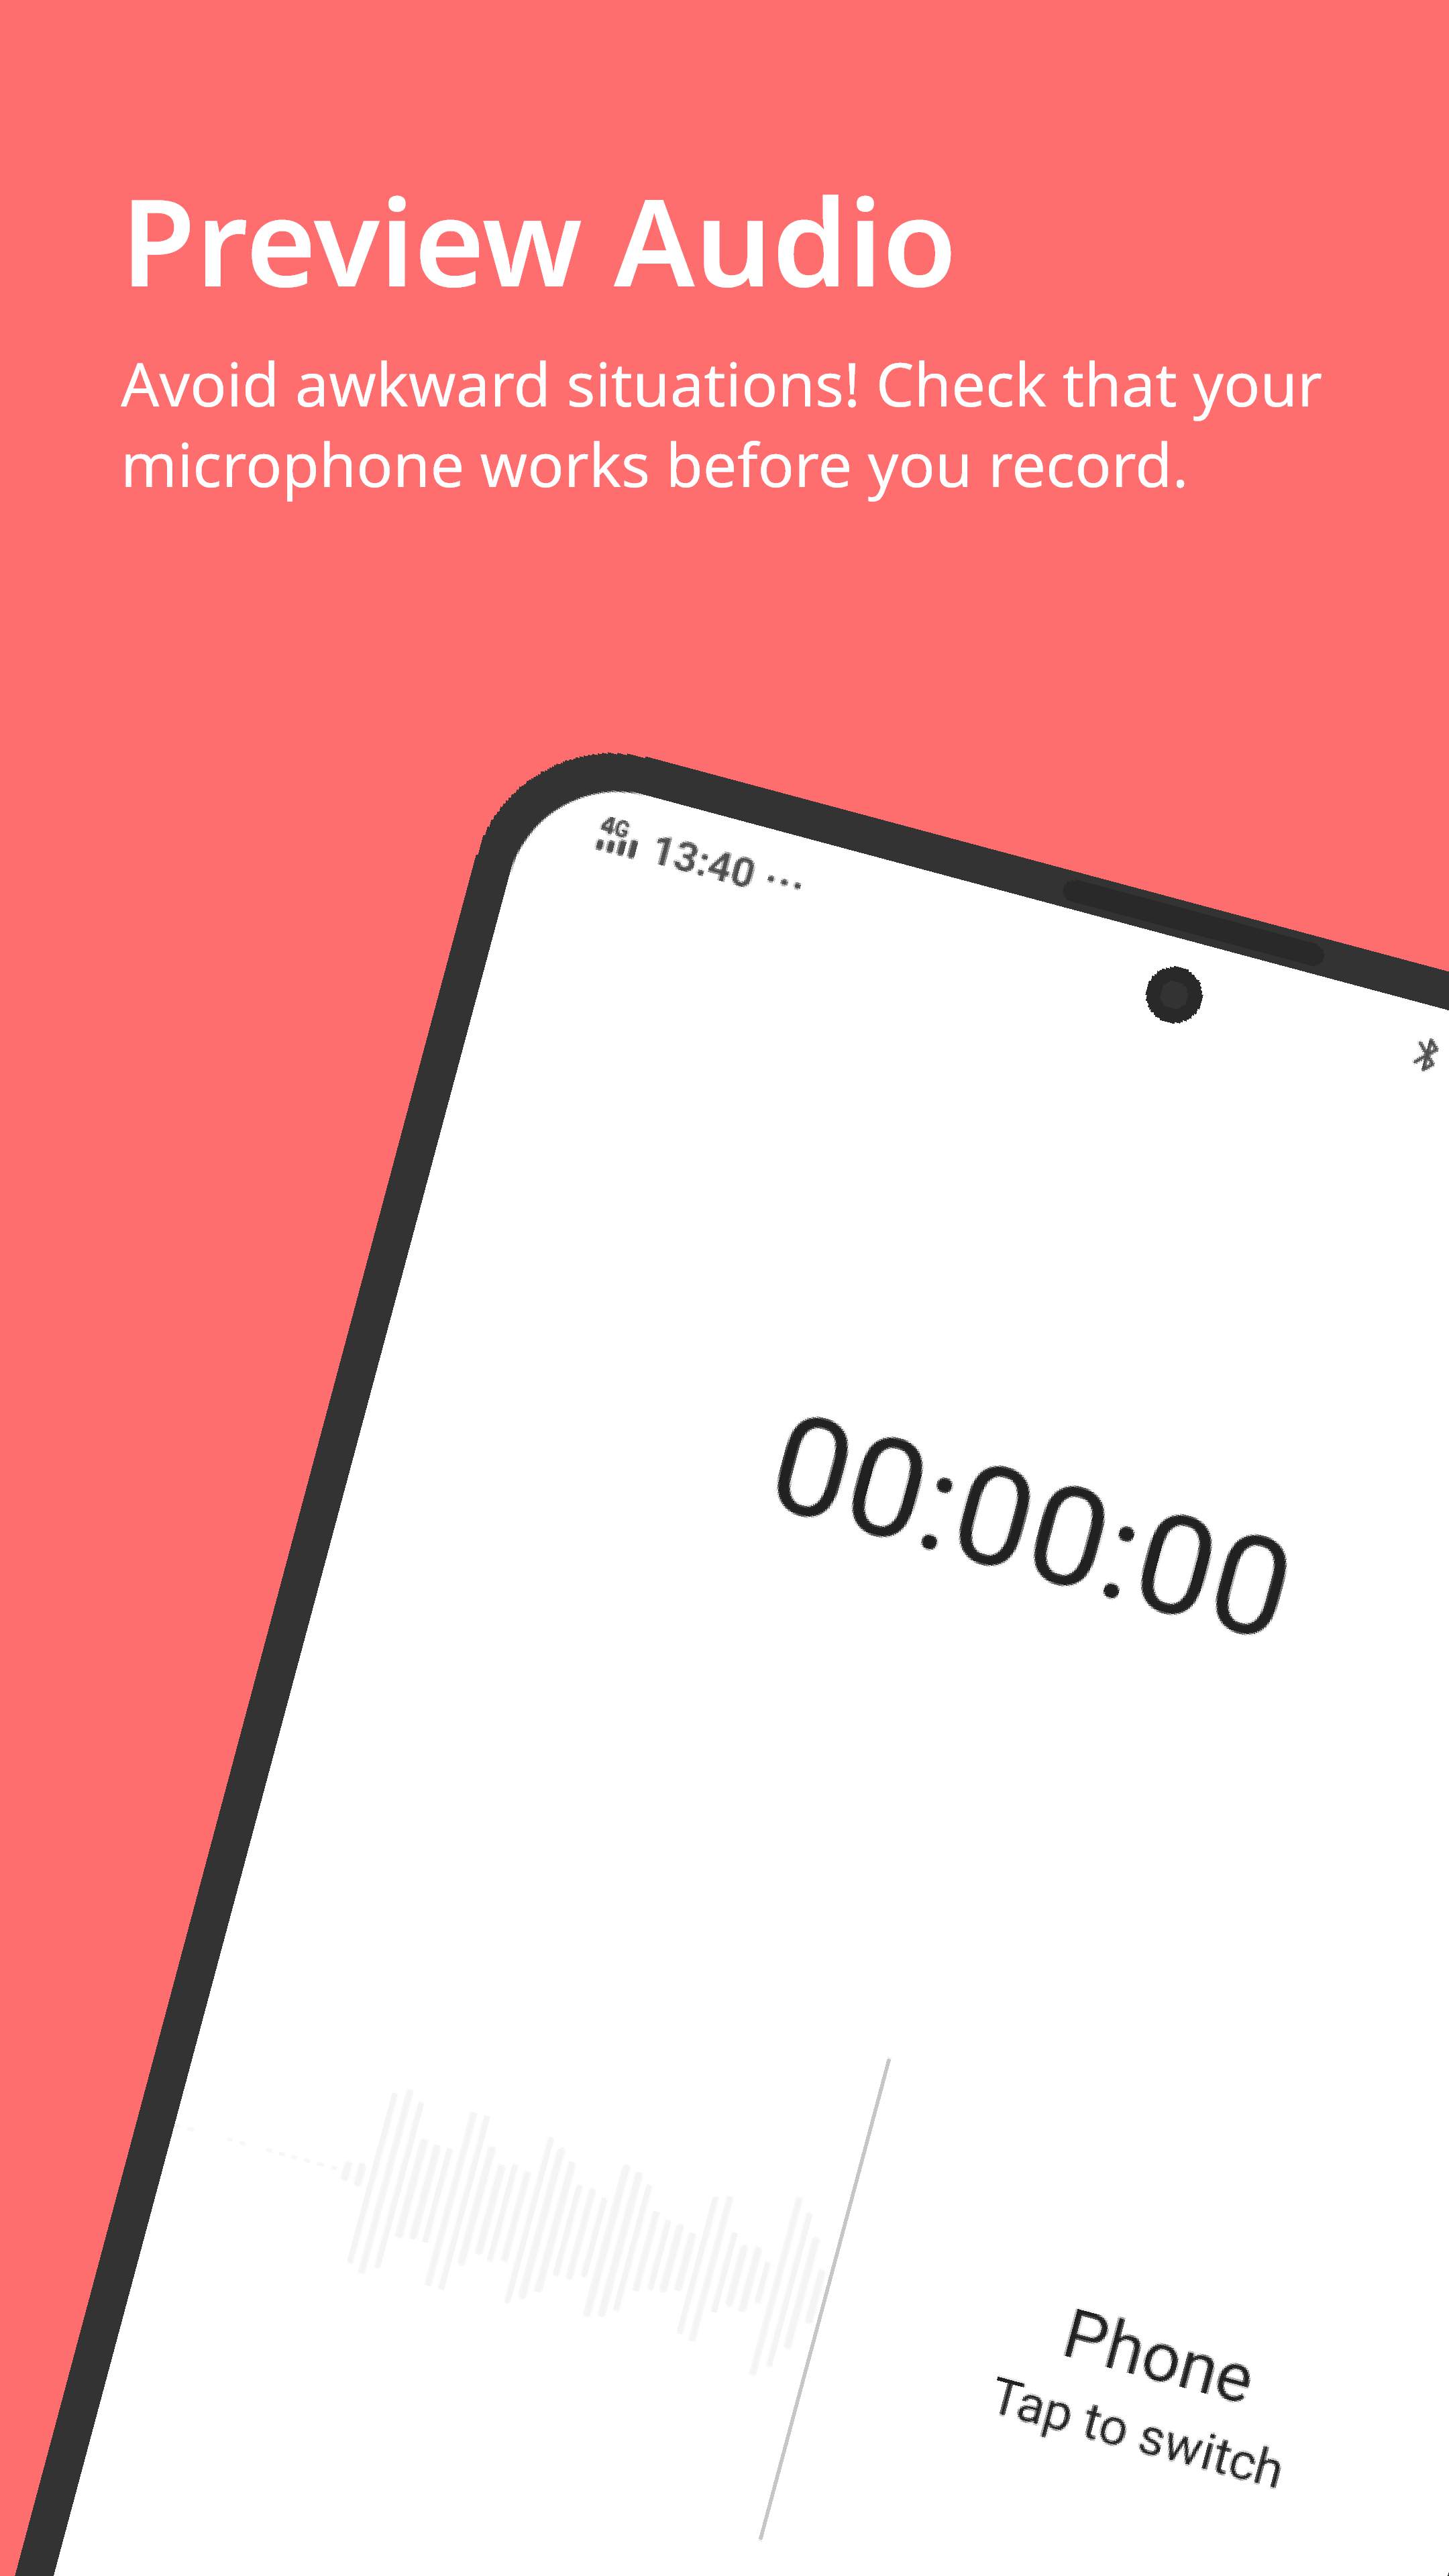 Preview Audio
Avoid awkward situations! Check that your
microphone works before you record.
4G
13:40 ...
00:00:00
Phone
Tap to switch